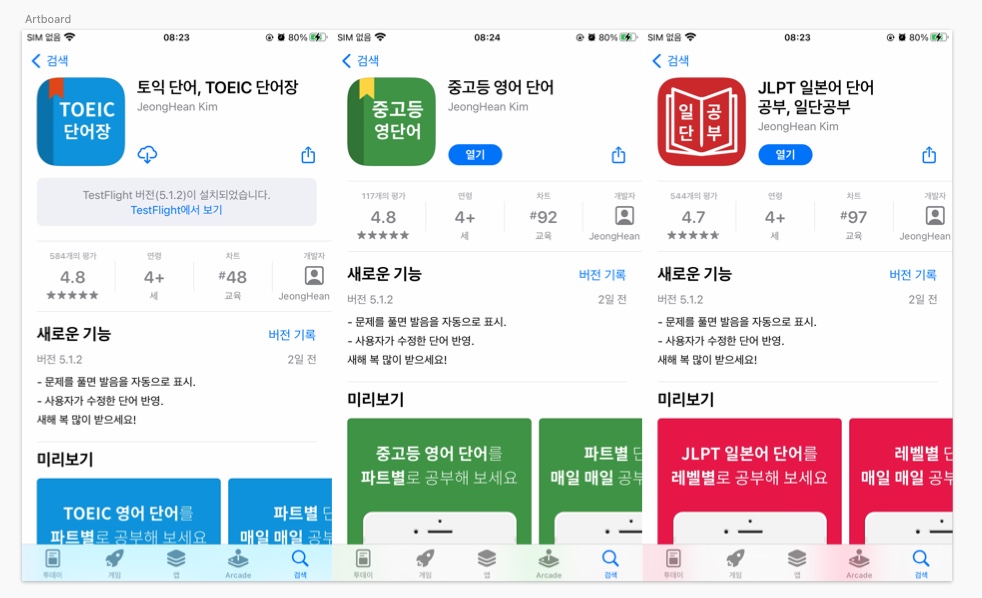 Artboard
SIM 없음
08:23
80%
검색
TOEIC
단어장
토익 단어, TOEIC 단어장
JeongHean Kim
TestFlight 버전(5.1.2)이 설치되었습니다.
TestFlight에서 보기
584개의 평가
4.8
★★★★★
연령
4+
세
차트
#48
교육
개발자
JeongHean
새로운 기능
버전 기록
버전 5.1.2
2일 전
- 문제를 풀면 발음을 자동으로 표시.
- 사용자가 수정한 단어 반영.
새해 복 많이 받으세요!
미리보기
TOEIC 영어 단어를
파트별로 공부해 보세요
파트별 단
매일 매일 공부
투데이
게임
앱
Arcade
검색
SIM 없음
08:24
80%
검색
중고등
영단어
중고등 영어 단어
JeongHean Kim
열기
117개의 평가
4.8
★★★★★
연령
4+
세
차트
#92
교육
개발자
JeongHean
새로운 기능
버전 기록
버전 5.1.2
2일 전
- 문제를 풀면 발음을 자동으로 표시.
- 사용자가 수정한 단어 반영.
새해 복 많이 받으세요!
미리보기
중고등 영어 단어를
파트별로 공부해 보세요
파트별 단
매일 매일 공부
투데이
게임
앱
Arcade
검색
SIM 없음
08:23
80%
검색
일 공
단 부
JLPT 일본어 단어
공부, 일단공부
JeongHean Kim
열기
544개의 평가
4.7
★★★★★
연령
4+
세
차트
#97
교육
개발자
JeongHean
새로운 기능
버전 기록
버전 5.1.2
2일 전
- 문제를 풀면 발음을 자동으로 표시.
- 사용자가 수정한 단어 반영.
새해 복 많이 받으세요!
미리보기
JLPT 일본어 단어를
레벨별로 공부해 보세요
레벨별 단
매일 매일 공부
투데이
게임
앱
Arcade
검색